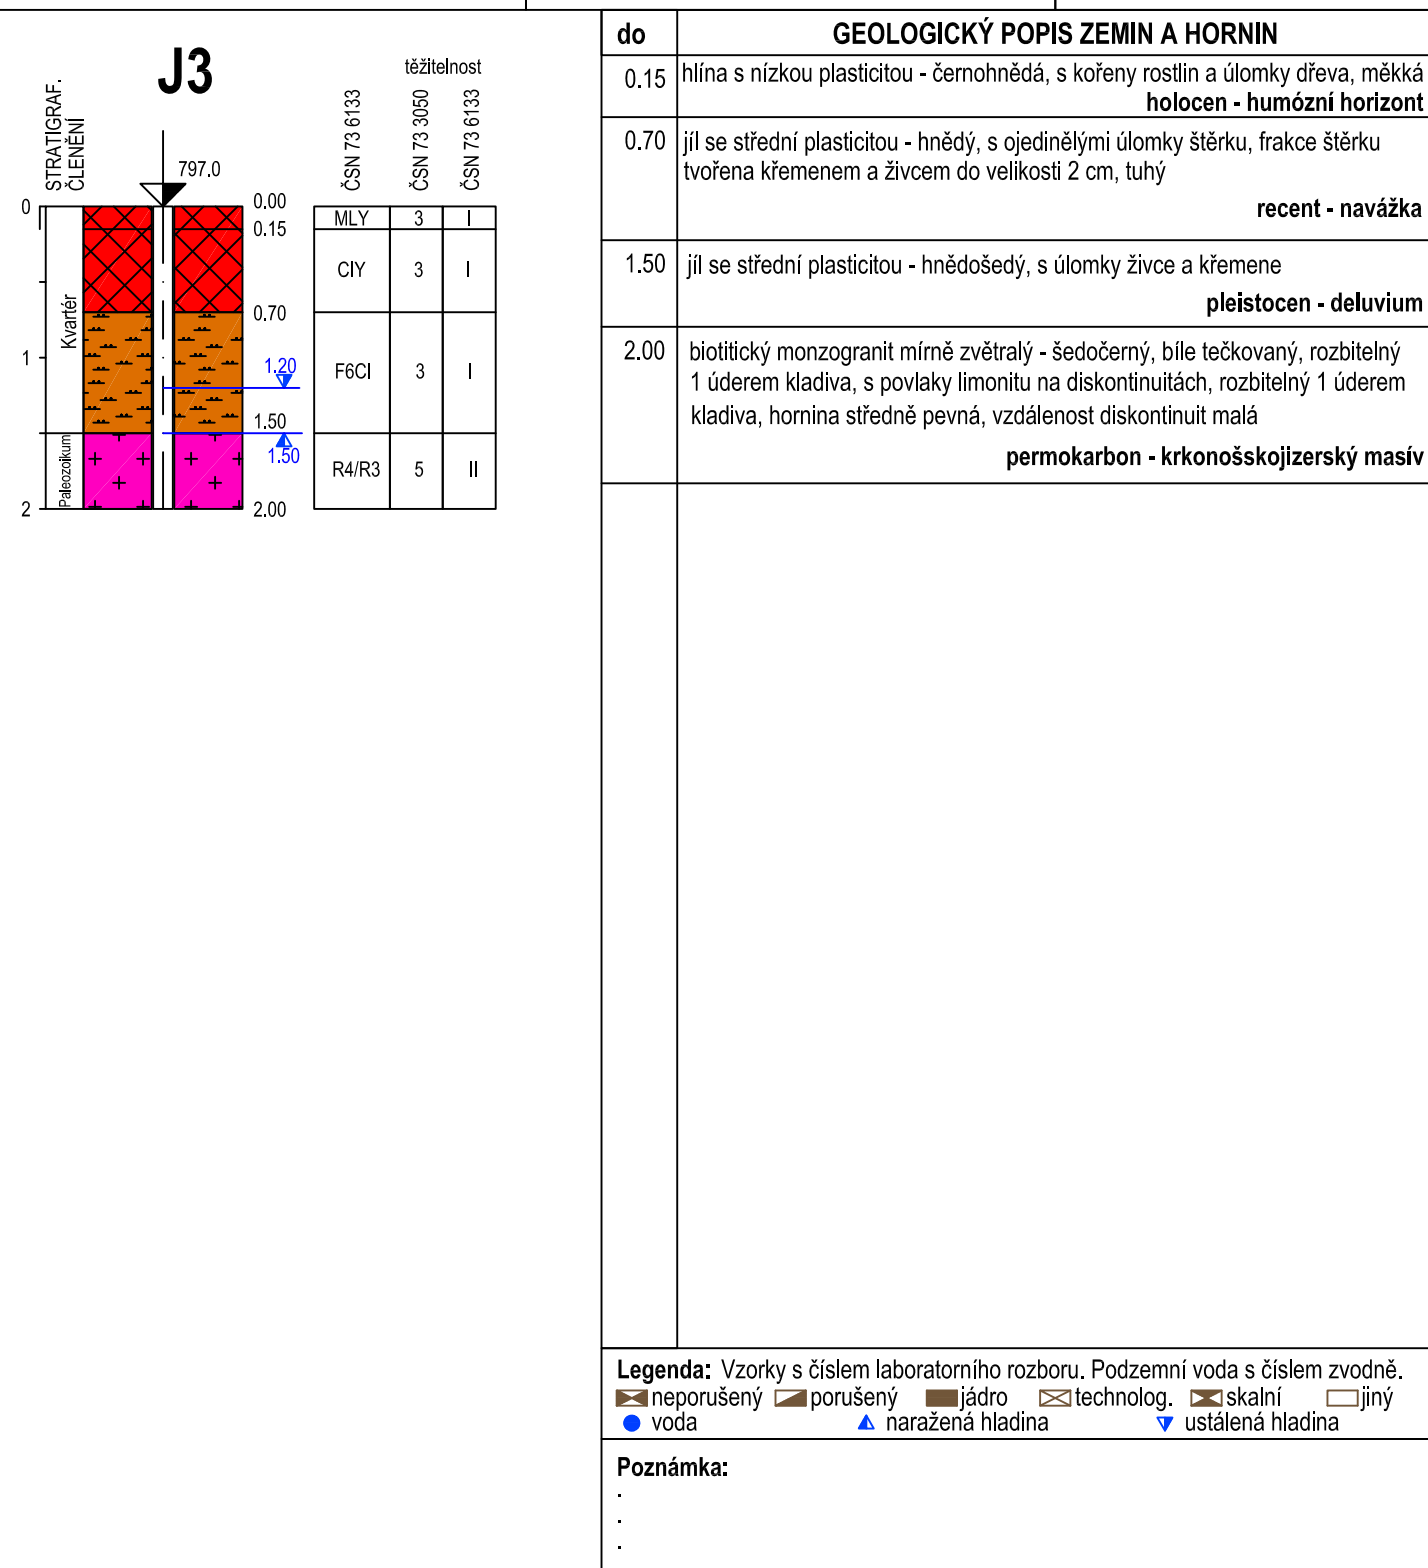 J3
STRATIGRAF.
ČLENĚNÍ
těžitelnost
ČSN 73 6133
ČSN 73 3050
ČSN 73 6133
797.0
0
1
2
Kvartér
Paleozoikum
0.00
0.15
0.70
1.20
1.50
1.50
2.00
MLY 3 I
CIY 3 I
F6CI 3 I
R4/R3 5 II
do GEOLOGICKÝ POPIS ZEMIN A HORNIN
0.15 hlína s nízkou plasticitou - černohnědá, s kořeny rostlin a úlomky dřeva, měkká
holocen - humózní horizont
0.70 jíl se střední plasticitou - hnědý, s ojedinělými úlomky štěrku, frakce štěrku
tvořena křemenem a živcem do velikosti 2 cm, tuhý
recent - navážka
1.50 jíl se střední plasticitou - hnědošedý, s úlomky živce a křemene
pleistocen - deluvium
2.00 biotitický monzogranit mírně zvětralý - šedočerný, bíle tečkovaný, rozbitelný
1 úderem kladiva, s povlaky limonitu na diskontinuitách, rozbitelný 1 úderem
kladiva, hornina středně pevná, vzdálenost diskontinuit malá
permokarbon - krkonošskojizerský masív
Legenda: Vzorky s číslem laboratorního rozboru. Podzemní voda s číslem zvodně.
neporušený porušený jádro technolog. skalní jiný
voda naražená hladina ustálená hladina
Poznámka:
.
.
.